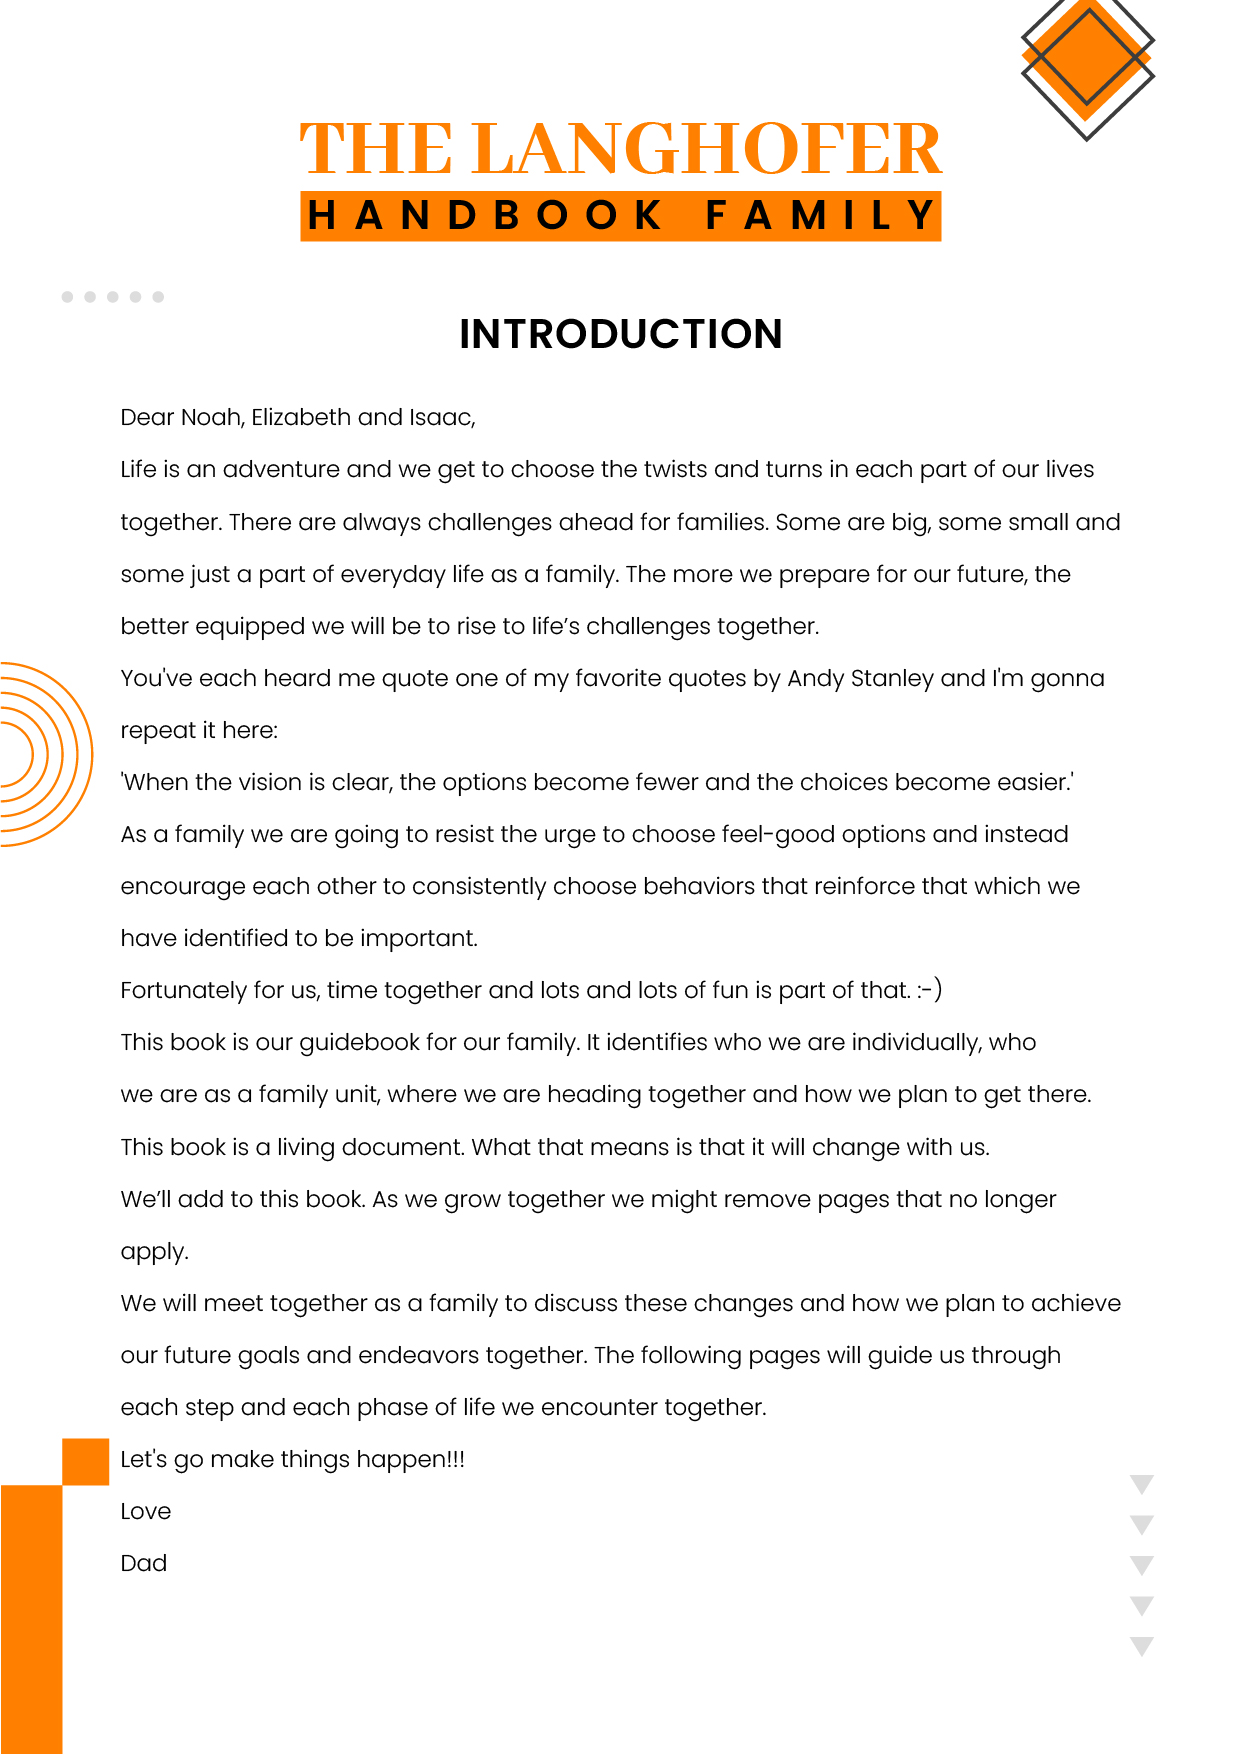 THE LANGHOFER
HANDBOOK FAMILY
INTRODUCTION
Dear Noah, Elizabeth and Isaac,
Life is an adventure and we get to choose the twists and turns in each part of our lives
together. There are always challenges ahead for families. Some are big, some small and
some just a part of everyday life as a family. The more we prepare for our future, the
better equipped we will be to rise to life’s challenges together.
You've each heard me quote one of my favorite quotes by Andy Stanley and I'm gonna
repeat it here:
'When the vision is clear, the options become fewer and the choices become easier.'
As a family we are going to resist the urge to choose feel-good options and instead
encourage each other to consistently choose behaviors that reinforce that which we
have identified to be important.
Fortunately for us, time together and lots and lots of fun is part of that. :-)
This book is our guidebook for our family. It identifies who we are individually, who
we are as a family unit, where we are heading together and how we plan to get there.
This book is a living document. What that means is that it will change with us.
We’ll add to this book. As we grow together we might remove pages that no longer
apply.
We will meet together as a family to discuss these changes and how we plan to achieve
our future goals and endeavors together. The following pages will guide us through
each step and each phase of life we encounter together.
Let's go make things happen!!!
Love
Dad